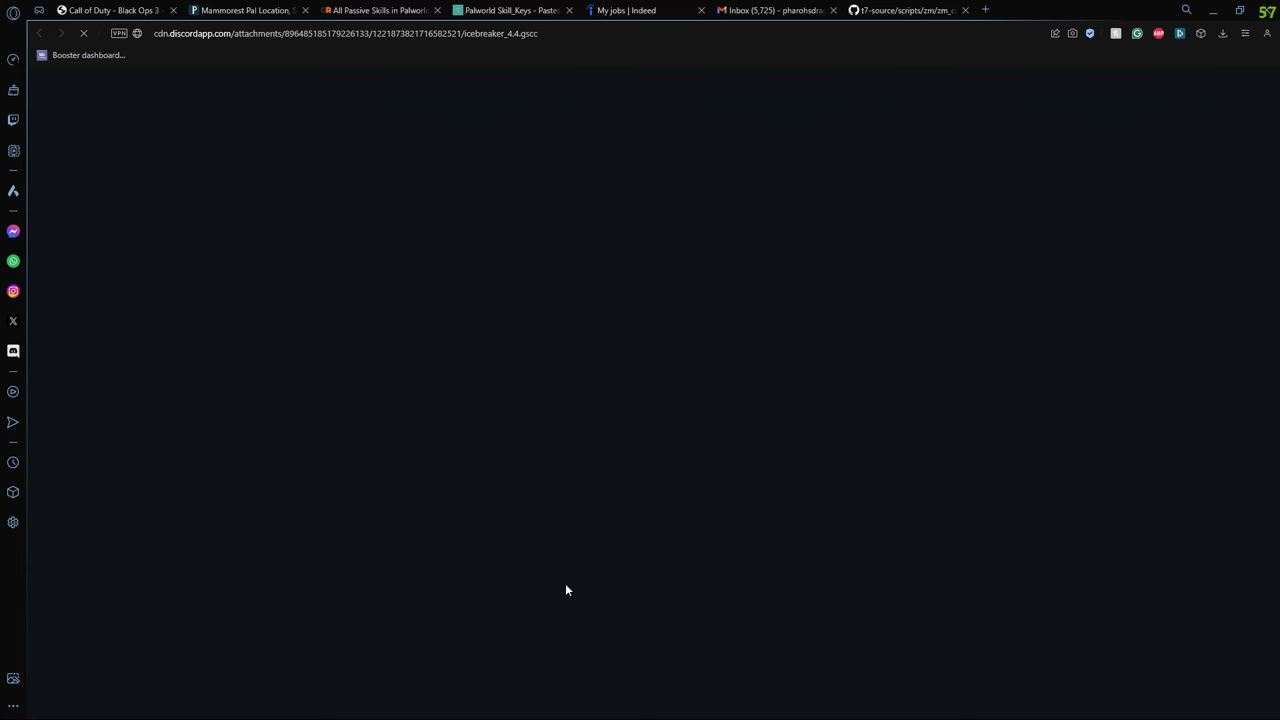 Call of Duty - Black Ops 3 -
Mammorest Pal Location, S
All Passive Skills in Palworld
Palworld Skill_Keys - Paste
My jobs | Indeed
Inbox (5,725) - pharohsdra
t7-source/scripts/zm/zm_c
57
VPN
cdn.discordapp.com/attachments/896485185179226133/1221873821716582521/icebreaker_4.4.gscc
ABP
Booster dashboard...